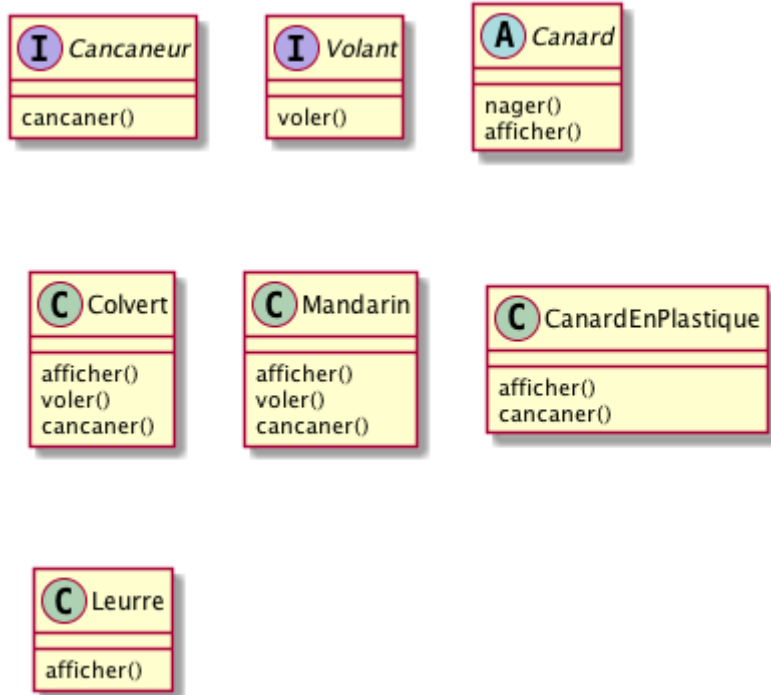 I Cancaneur
cancaner()
I Volant
voler()
A Canard
nager()
afficher()
C Colvert
afficher()
voler()
cancaner()
C Mandarin
afficher()
voler()
cancaner()
C CanardEnPlastique
afficher()
cancaner()
C Leurre
afficher()